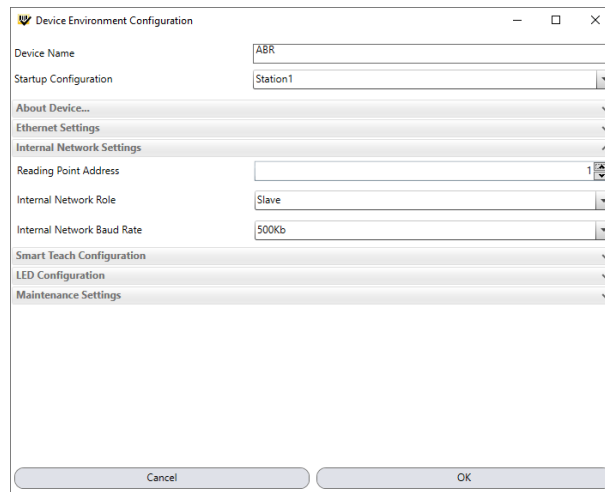 Device Environment Configuration
Device Name ABR
Startup Configuration Station1
About Device...
Ethernet Settings
Internal Network Settings
Reading Point Address 1
Internal Network Role Slave
Internal Network Baud Rate 500Kb
Smart Teach Configuration
LED Configuration
Maintenance Settings
Cancel OK